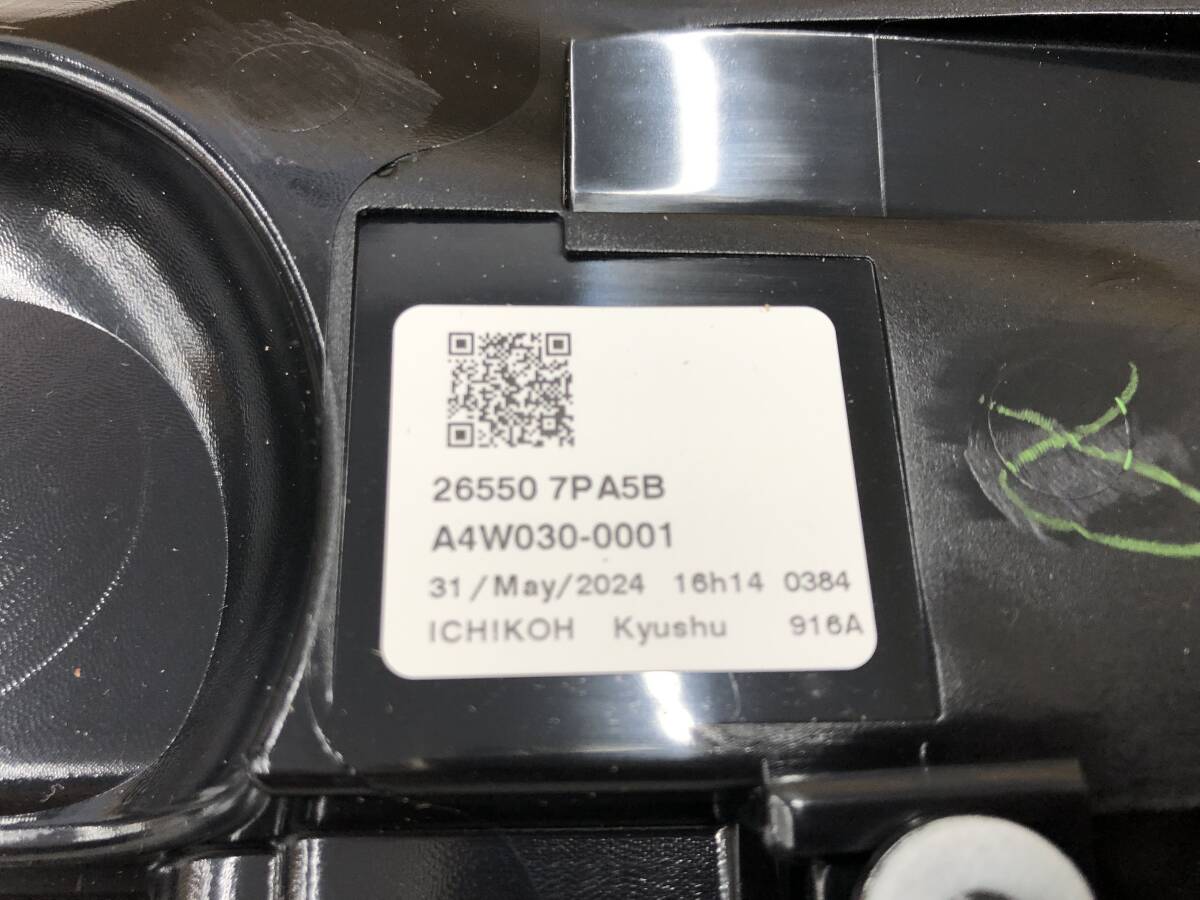 26550 7PA5B
A4W030-0001
31/May/2024 16h14 0384
ICHIKOH Kyushu 916A